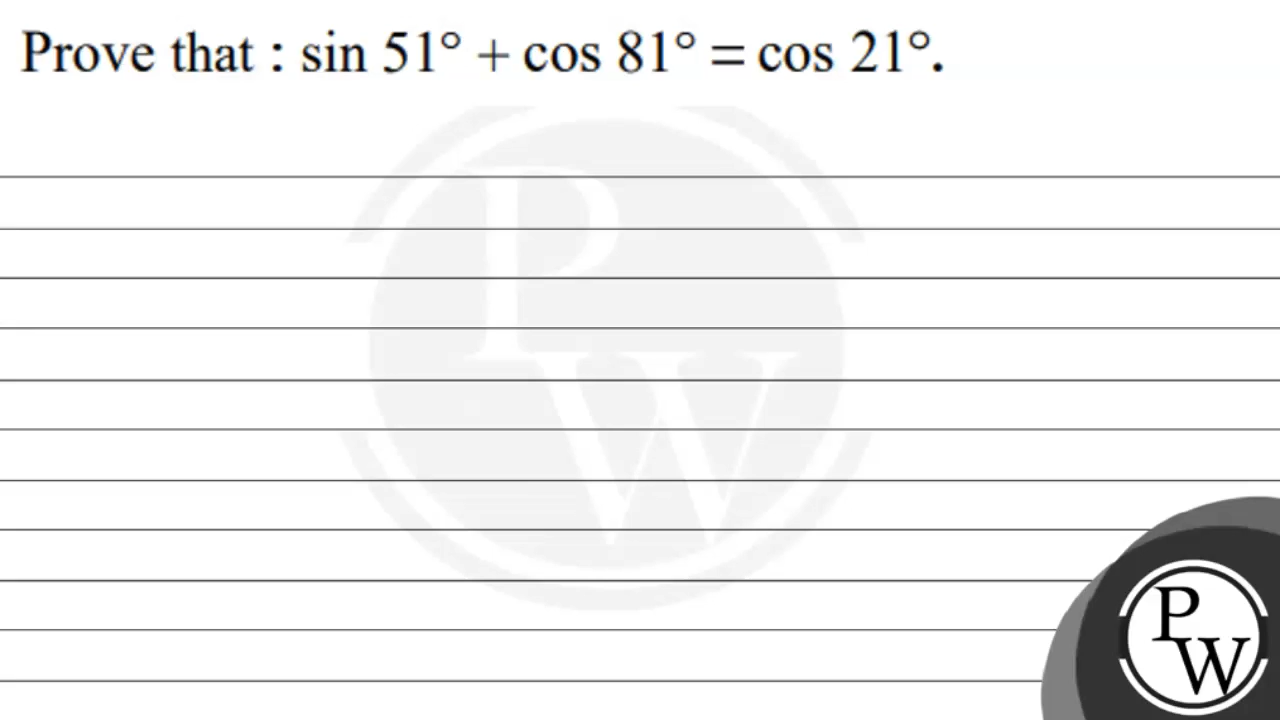 Prove that : sin 51° + cos 81° = cos 21°.
PW
PW